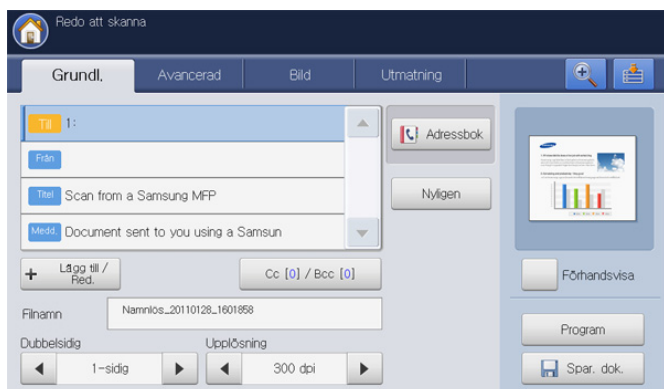 Redo att skanna
Grundl.
Avancerad
Bild
Utmatning
Till 1:
Från
Titel Scan from a Samsung MFP
Medd. Document sent to you using a Samsun
Adressbok
Nyligen
+ Lägg till /
Red.
Cc [0] / Bcc [0]
Filnamn
Namnlös_20110128_1601858
Dubbelsidig
Upplösning
1-sidig
300 dpi
Förhandsvisa
Program
Spar. dok.